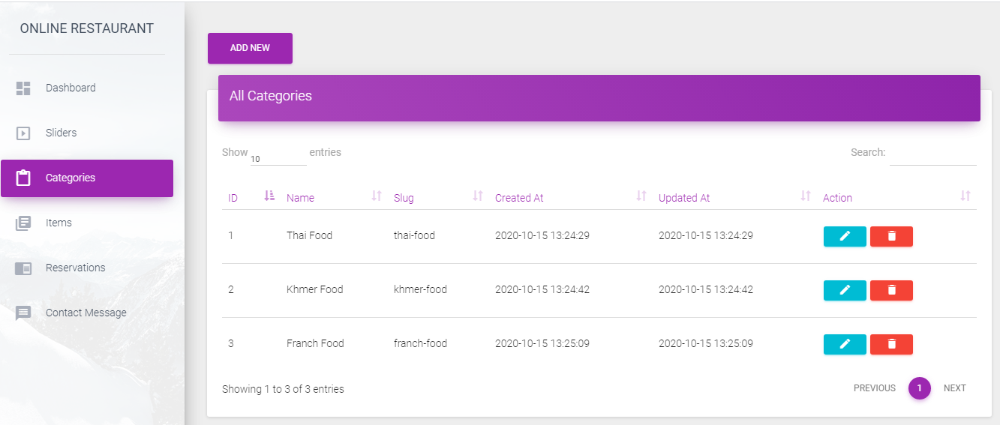 ONLINE RESTAURANT
Dashboard
Sliders
Categories
Items
Reservations
Contact Message
ADD NEW
All Categories
Show 10 entries
Search:
ID Name Slug Created At Updated At Action
1 Thai Food thai-food 2020-10-15 13:24:29 2020-10-15 13:24:29
2 Khmer Food khmer-food 2020-10-15 13:24:42 2020-10-15 13:24:42
3 Franch Food franch-food 2020-10-15 13:25:09 2020-10-15 13:25:09
Showing 1 to 3 of 3 entries
PREVIOUS 1 NEXT